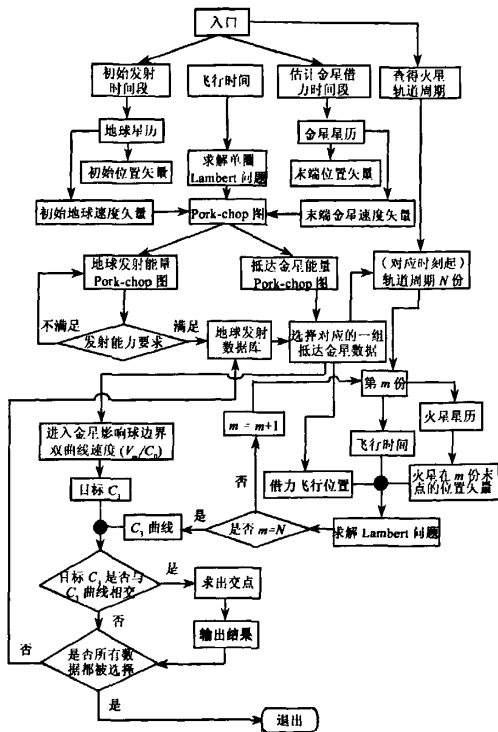 入口
初始发射
时间段
飞行时间
估计金星借
力时间段
查得火星
轨道周期
地球星历
金星星历
初始位置矢量
求解单圈
Lambert 问题
末端位置矢量
初始地球速度矢量
Pork-chop 图
末端金星速度矢量
地球发射能量
Pork-chop 图
抵达金星能量
Pork-chop 图
（对应时刻起）
轨道周期 N 份
不满足
发射能力要求
满足
地球发射
数据库
选择对应的一组
抵达金星数据
m = m+1
第 m 份
进入金星影响球边界
双曲线速度 (V∞/C₃)
火星星历
飞行时间
目标 C₃
否
借力飞行位置
火星在 m 份末
点的位置矢量
C₃ 曲线
是
是否 m=N
求解 Lambert 问题
目标 C₃ 是否与
C₃ 曲线相交
是
求出交点
否
输出结果
否
是否所有数
据都被选择
是
退出